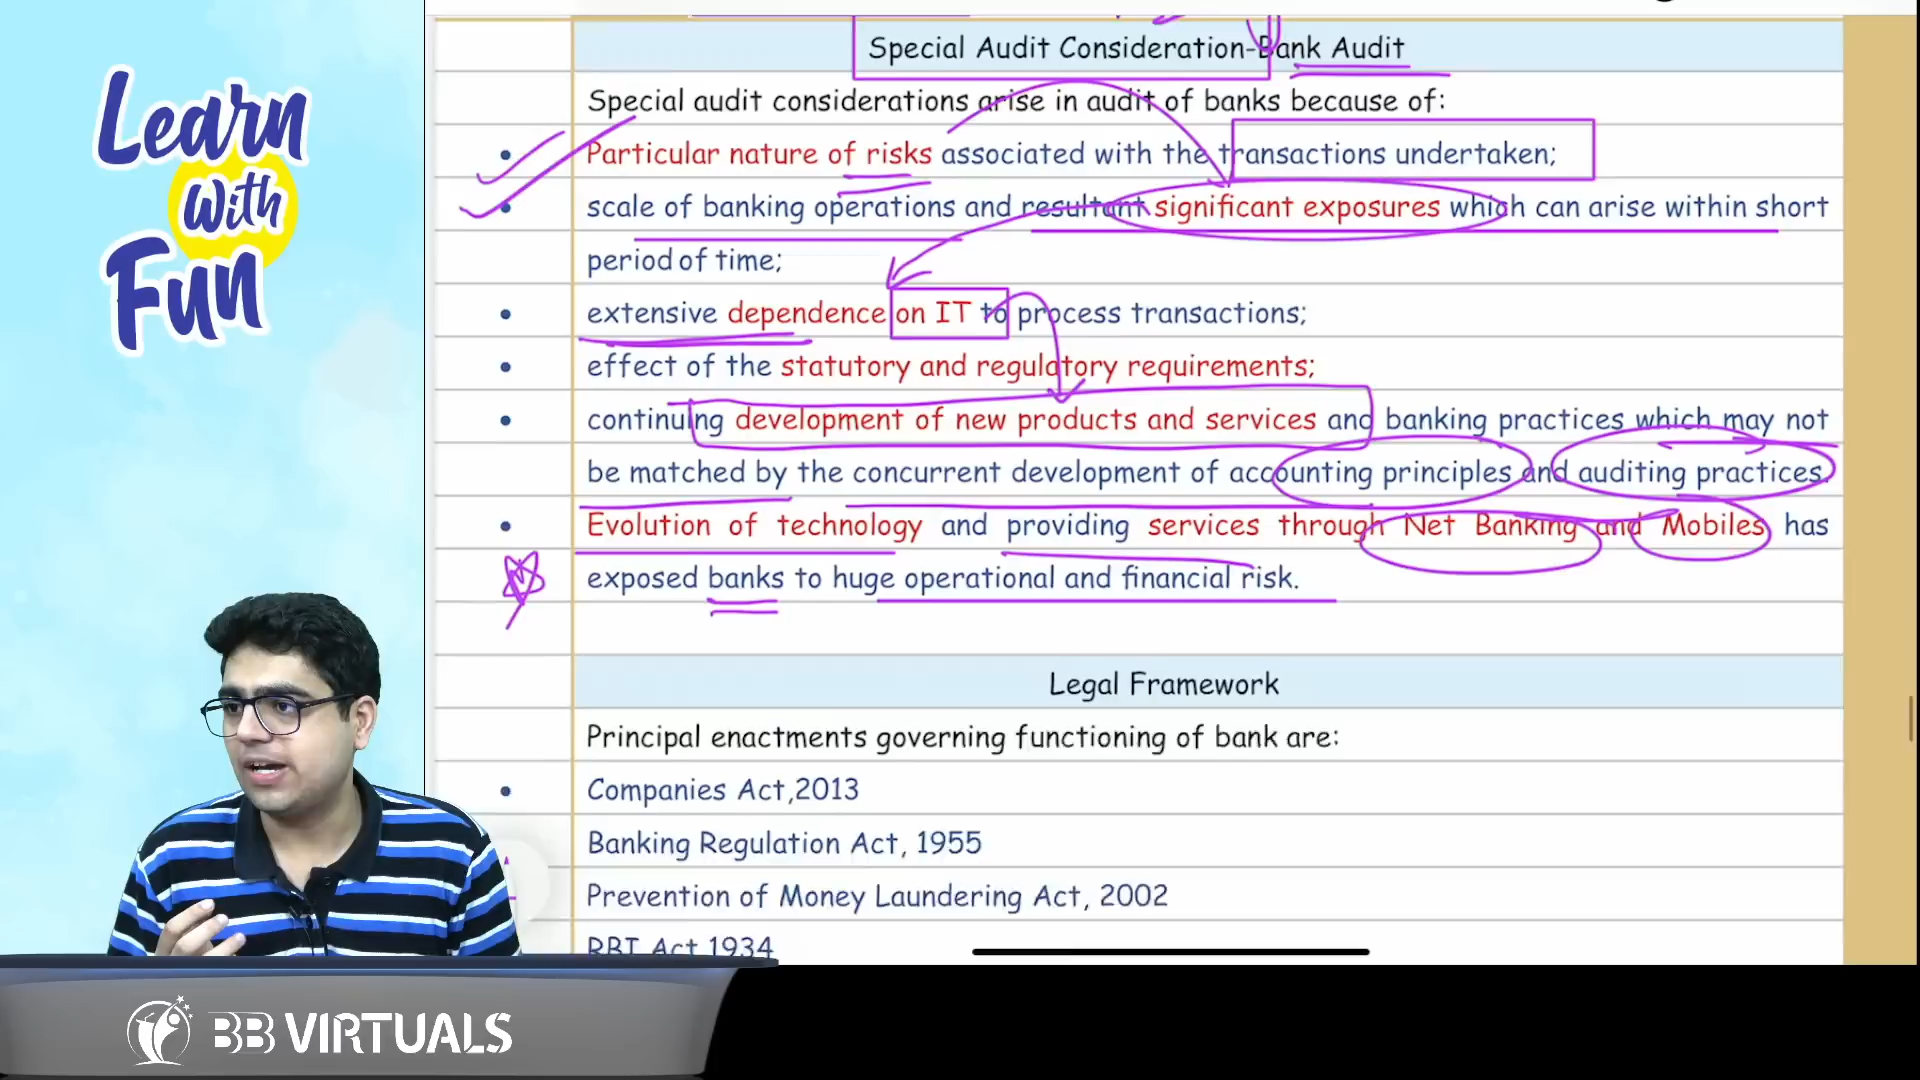 Learn
with
Fun
Special Audit Consideration-Bank Audit
Special audit considerations arise in audit of banks because of:
• Particular nature of risks associated with the transactions undertaken;
• scale of banking operations and resultant significant exposures which can arise within short
period of time;
• extensive dependence on IT to process transactions;
• effect of the statutory and regulatory requirements;
• continuing development of new products and services and banking practices which may not
be matched by the concurrent development of accounting principles and auditing practices.
• Evolution of technology and providing services through Net Banking and Mobiles has
exposed banks to huge operational and financial risk.
Legal Framework
Principal enactments governing functioning of bank are:
• Companies Act,2013
Banking Regulation Act, 1955
Prevention of Money Laundering Act, 2002
RBI Act 1934
BB VIRTUALS